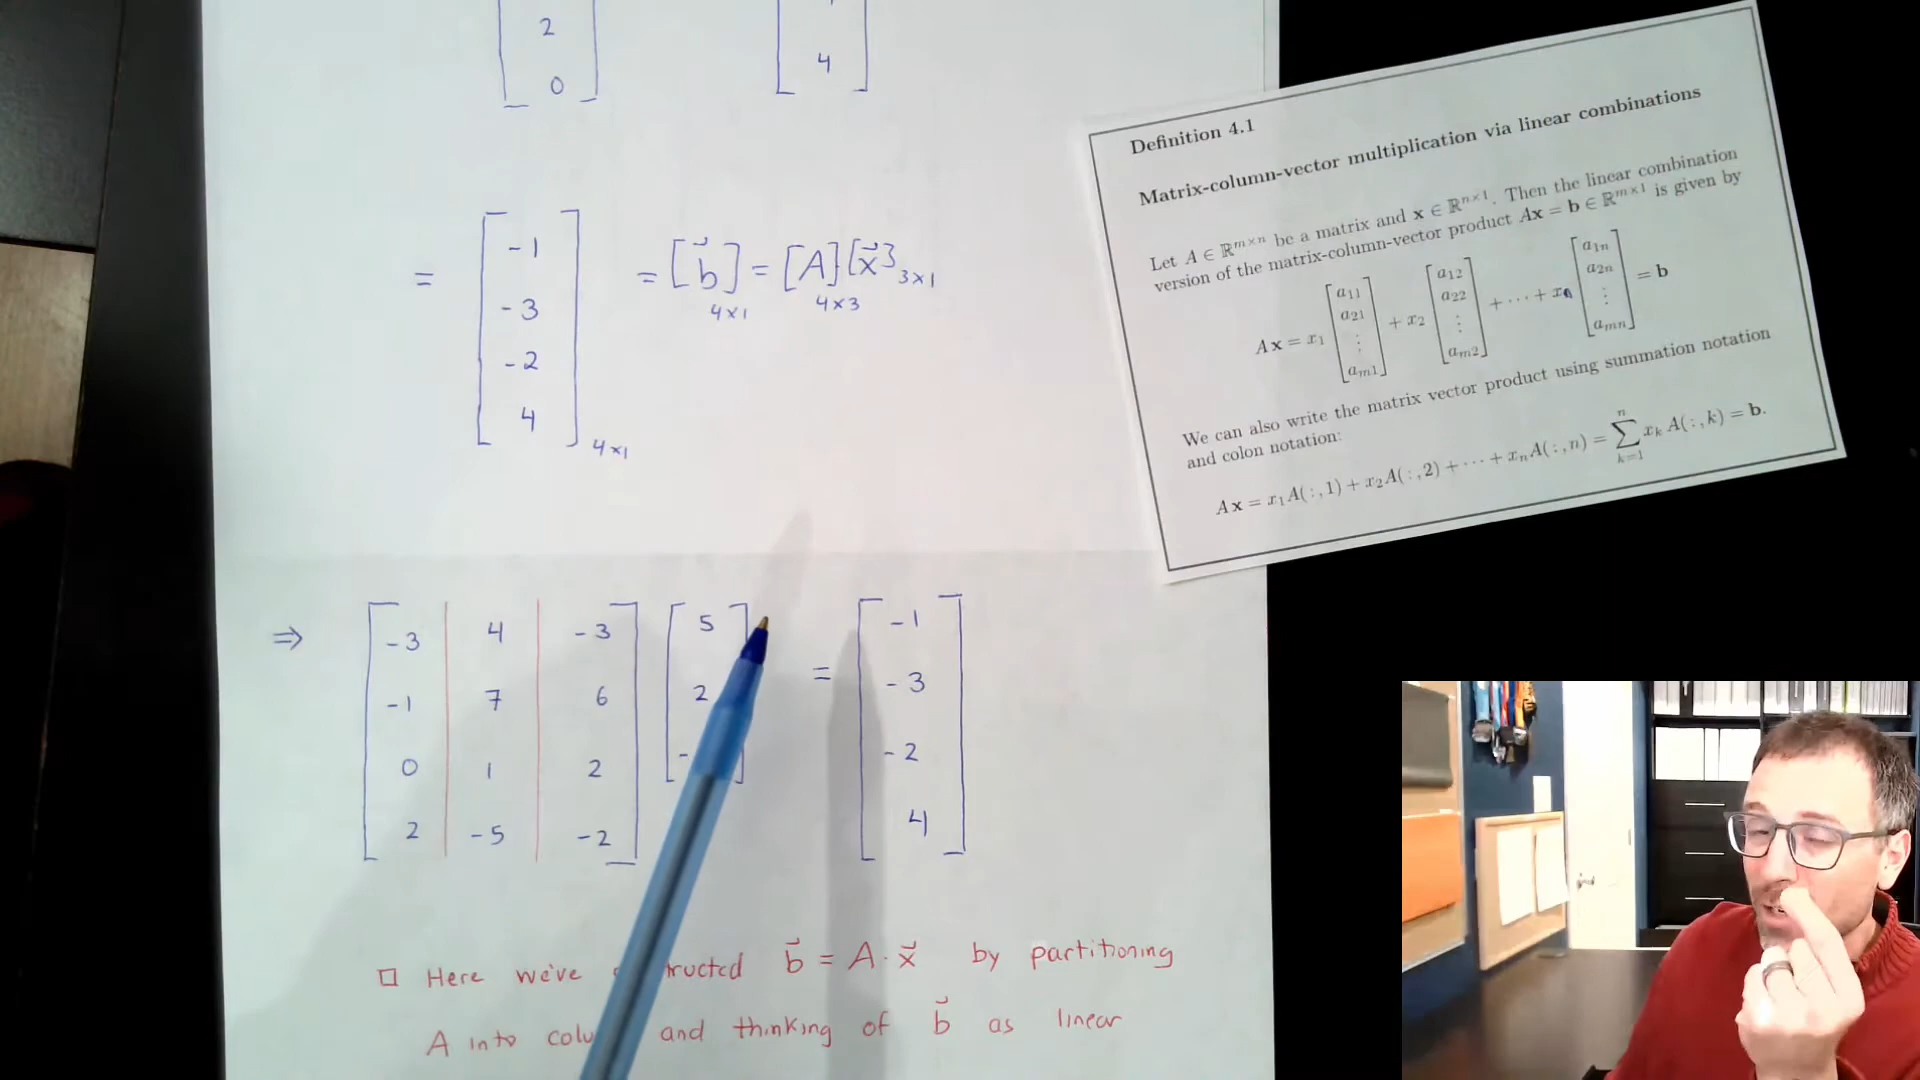 2
0
4
= [ -1 -3 -2 4 ] 4×1 = [b⃗] 4×1 = [A] 4×3 [x⃗] 3×1
⇒ [ -3 | 4 | -3
-1 | 7 | 6
0 | 1 | 2
2 | -5 | -2 ] [ 5 2 - ] = [ -1 -3 -2 4 ]
□ Here we've b⃗ = A · x⃗ by partitioning
A into and thinking of b⃗ as linear
Definition 4.1
Matrix-column-vector multiplication via linear combinations
Let A ∈ ℝ^{m×n} be a matrix and x ∈ ℝ^{n×1}. Then the linear combination
version of the matrix-column-vector product Ax = b ∈ ℝ^{m×1} is given by
Ax = x₁ [ a₁₁ a₂₁ ⋮ a_{m1} ] + x₂ [ a₁₂ a₂₂ ⋮ a_{m2} ] + ··· + xₙ [ a_{1n} a_{2n} ⋮ a_{mn} ] = b
We can also write the matrix vector product using summation notation
and colon notation:
Ax = x₁A(:,1) + x₂A(:,2) + ··· + xₙA(:,n) = ∑_{k=1}^{n} x_k A(:,k) = b.